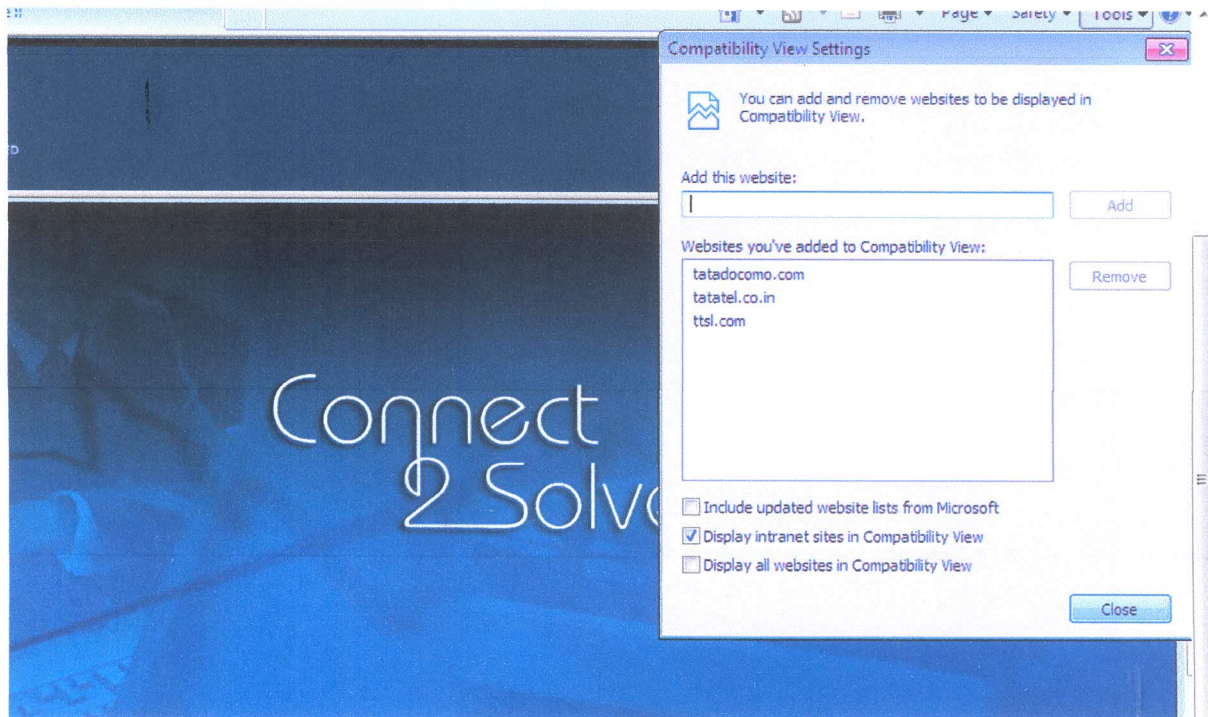 Page Safety Tools
Compatibility View Settings
You can add and remove websites to be displayed in
Compatibility View.
Add this website:
Add
Websites you've added to Compatibility View:
tatadocomo.com
Remove
tatatel.co.in
ttsl.com
Connect
2 Solve
Include updated website lists from Microsoft
Display intranet sites in Compatibility View
Display all websites in Compatibility View
Close